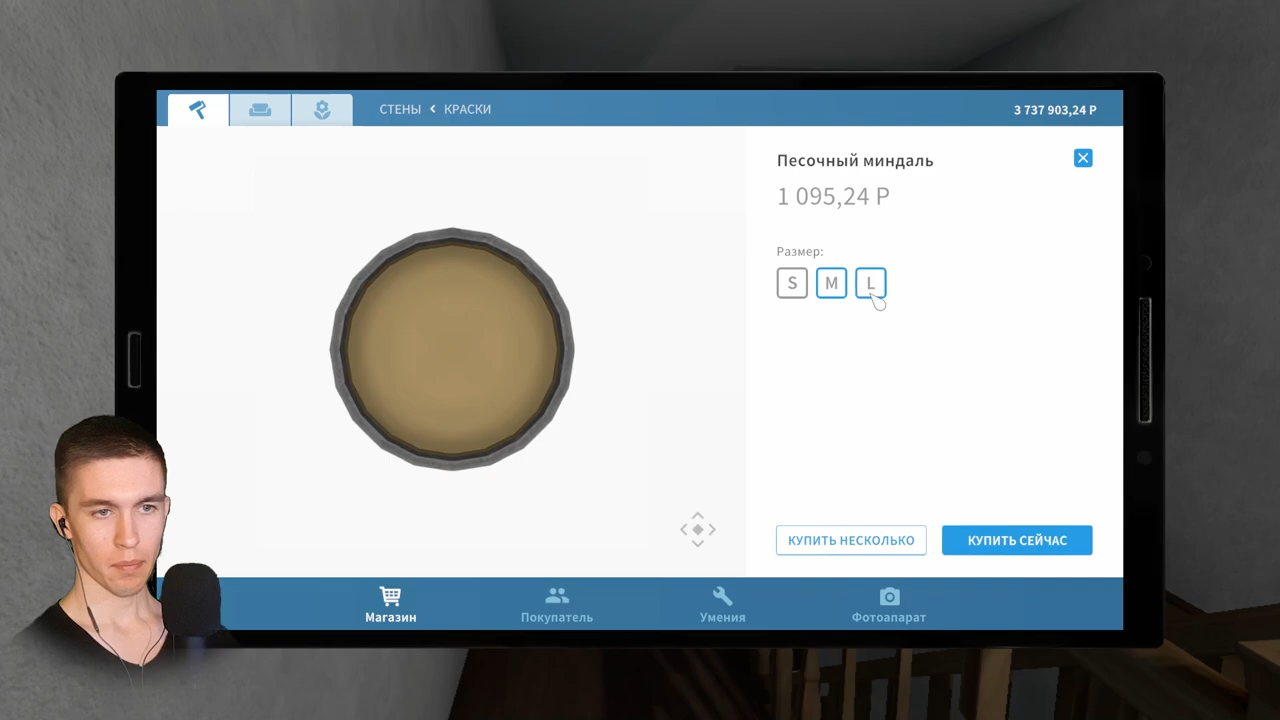 СТЕНЫ < КРАСКИ
3 737 903,24 Р
Песочный миндаль
1 095,24 Р
Размер:
S M L
КУПИТЬ НЕСКОЛЬКО
КУПИТЬ СЕЙЧАС
Магазин
Покупатель
Умения
Фотоапарат